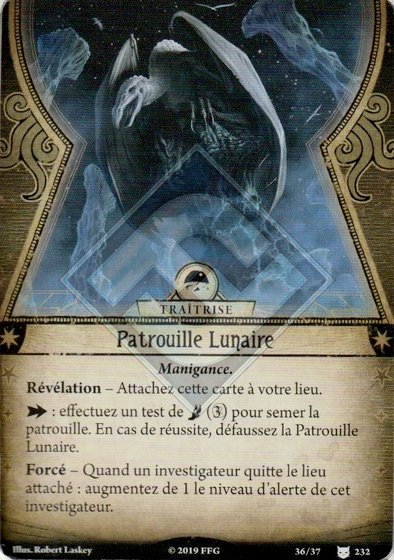 TRAÎTRISE
Patrouille Lunaire
Manigance.
Révélation – Attachez cette carte à votre lieu.
: effectuez un test de (3) pour semer la
patrouille. En cas de réussite, défaussez la Patrouille
Lunaire.
Forcé – Quand un investigateur quitte le lieu
attaché : augmentez de 1 le niveau d'alerte de cet
investigateur.
Illus. Robert Laskey
© 2019 FFG
36/37
232